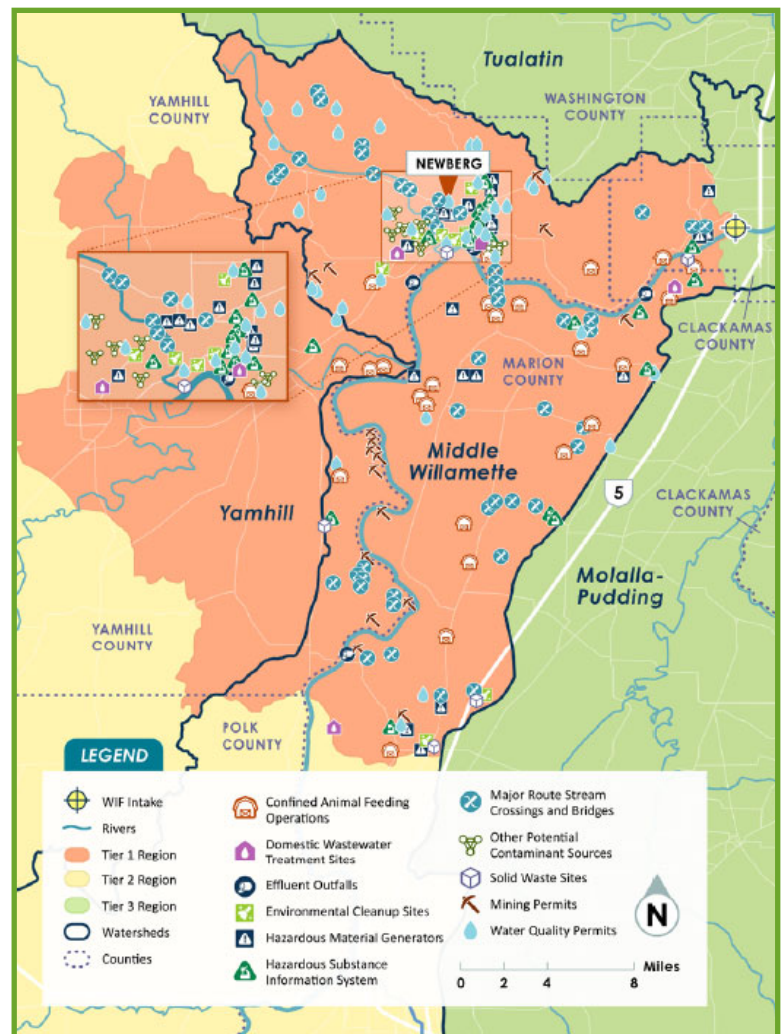 Tualatin
YAMHILL
COUNTY
WASHINGTON
COUNTY
NEWBERG
CLACKAMAS
COUNTY
MARION
COUNTY
Middle
Willamette
Yamhill
5
CLACKAMAS
COUNTY
Molalla-
Pudding
YAMHILL
COUNTY
POLK
COUNTY
LEGEND
WIF Intake
Rivers
Tier 1 Region
Tier 2 Region
Tier 3 Region
Watersheds
Counties
Confined Animal Feeding
Operations
Domestic Wastewater
Treatment Sites
Effluent Outfalls
Environmental Cleanup Sites
Hazardous Material Generators
Hazardous Substance
Information System
Major Route Stream
Crossings and Bridges
Other Potential
Contaminant Sources
Solid Waste Sites
Mining Permits
Water Quality Permits
N
Miles
0 2 4 8